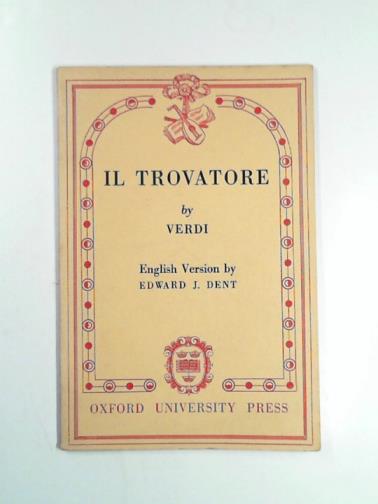 IL TROVATORE
by
VERDI
English Version by
EDWARD J. DENT
OXFORD UNIVERSITY PRESS